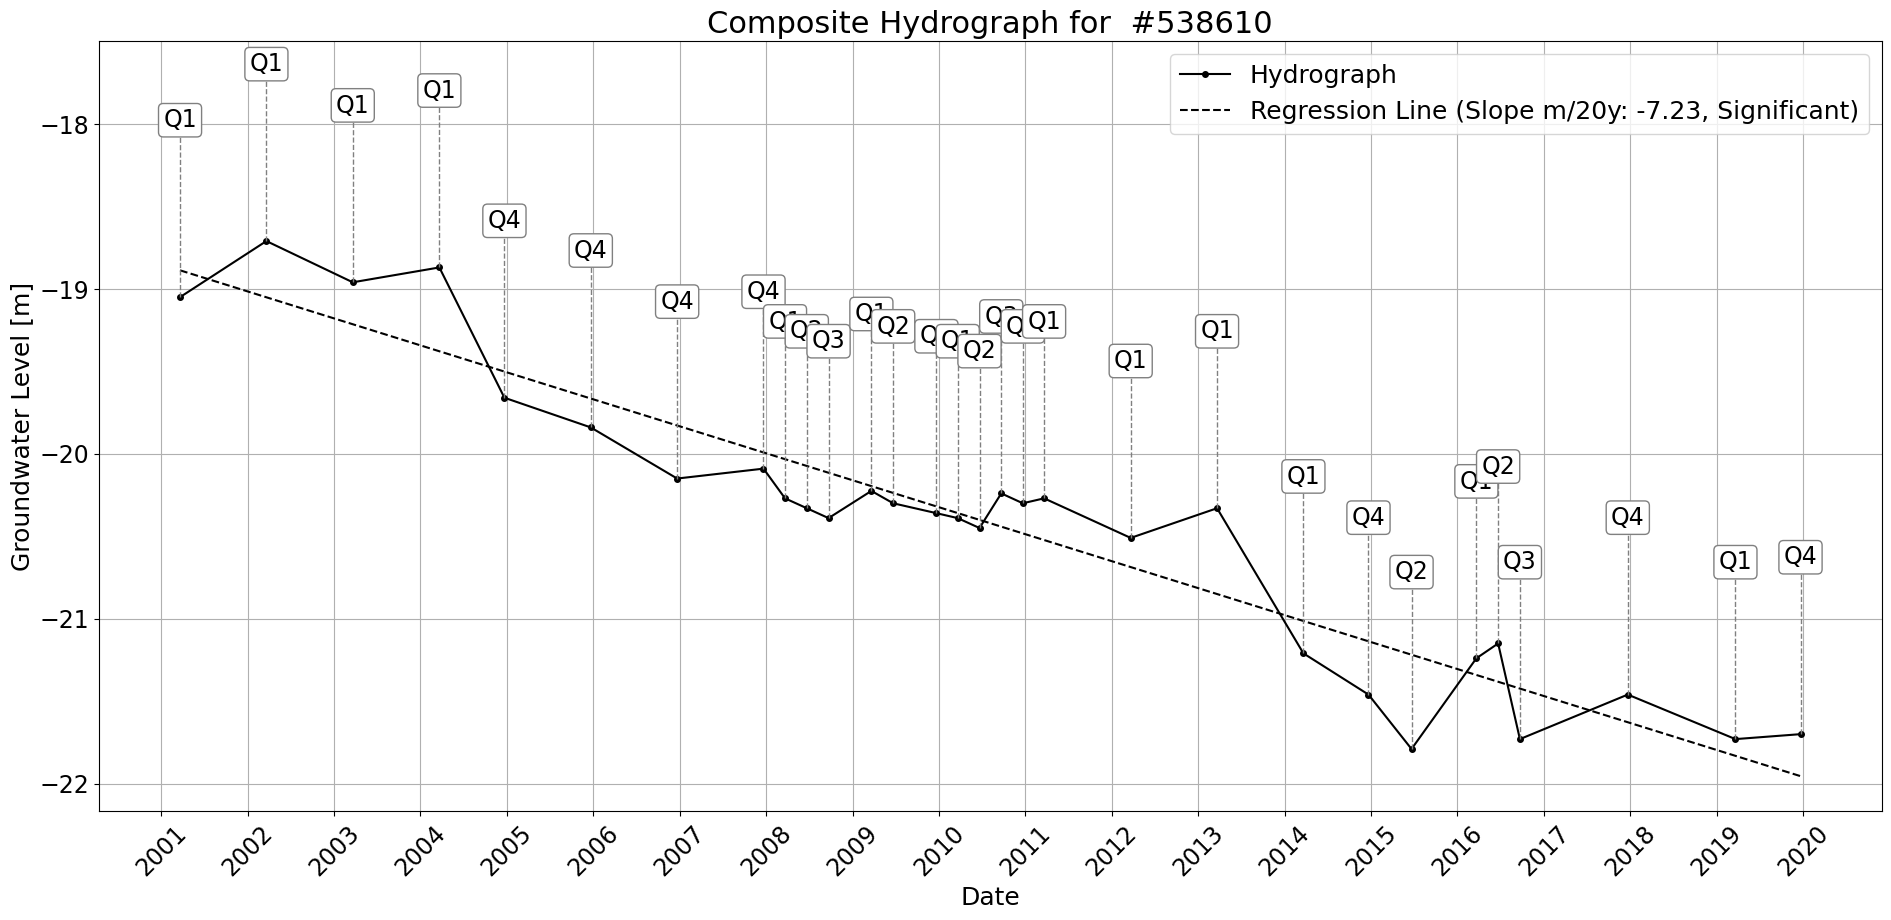 Composite Hydrograph for  #538610
Hydrograph
Regression Line (Slope m/20y: -7.23, Significant)
Groundwater Level [m]
−18
−19
−20
−21
−22
Q1
Q1
Q1
Q1
Q4
Q4
Q4
Q4
Q3
Q2
Q2
Q1
Q1
Q1
Q1
Q4
Q2
Q2
Q3
Q4
Q1
Q4
2001
2002
2003
2004
2005
2006
2007
2008
2009
2010
2011
2012
2013
2014
2015
2016
2017
2018
2019
2020
Date